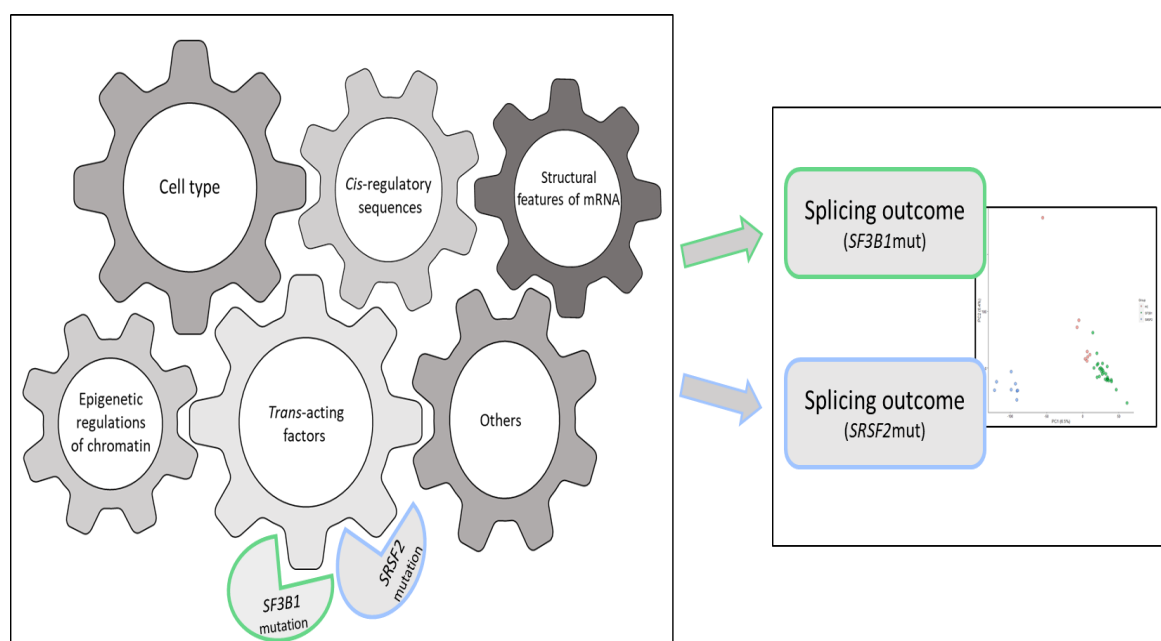 Cell type
Cis-regulatory
sequences
Structural
features of mRNA
Epigenetic
regulations
of chromatin
Trans-acting
factors
Others
SF3B1
mutation
SRSF2
mutation
Splicing outcome
(SF3B1mut)
Splicing outcome
(SRSF2mut)